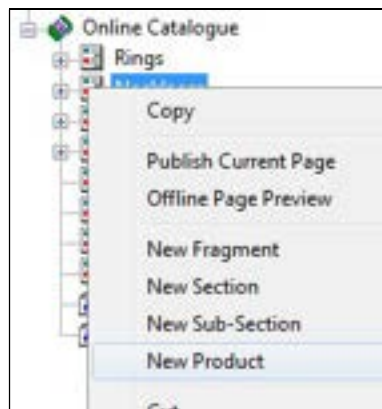 Online Catalogue
Rings
Copy
Publish Current Page
Offline Page Preview
New Fragment
New Section
New Sub-Section
New Product